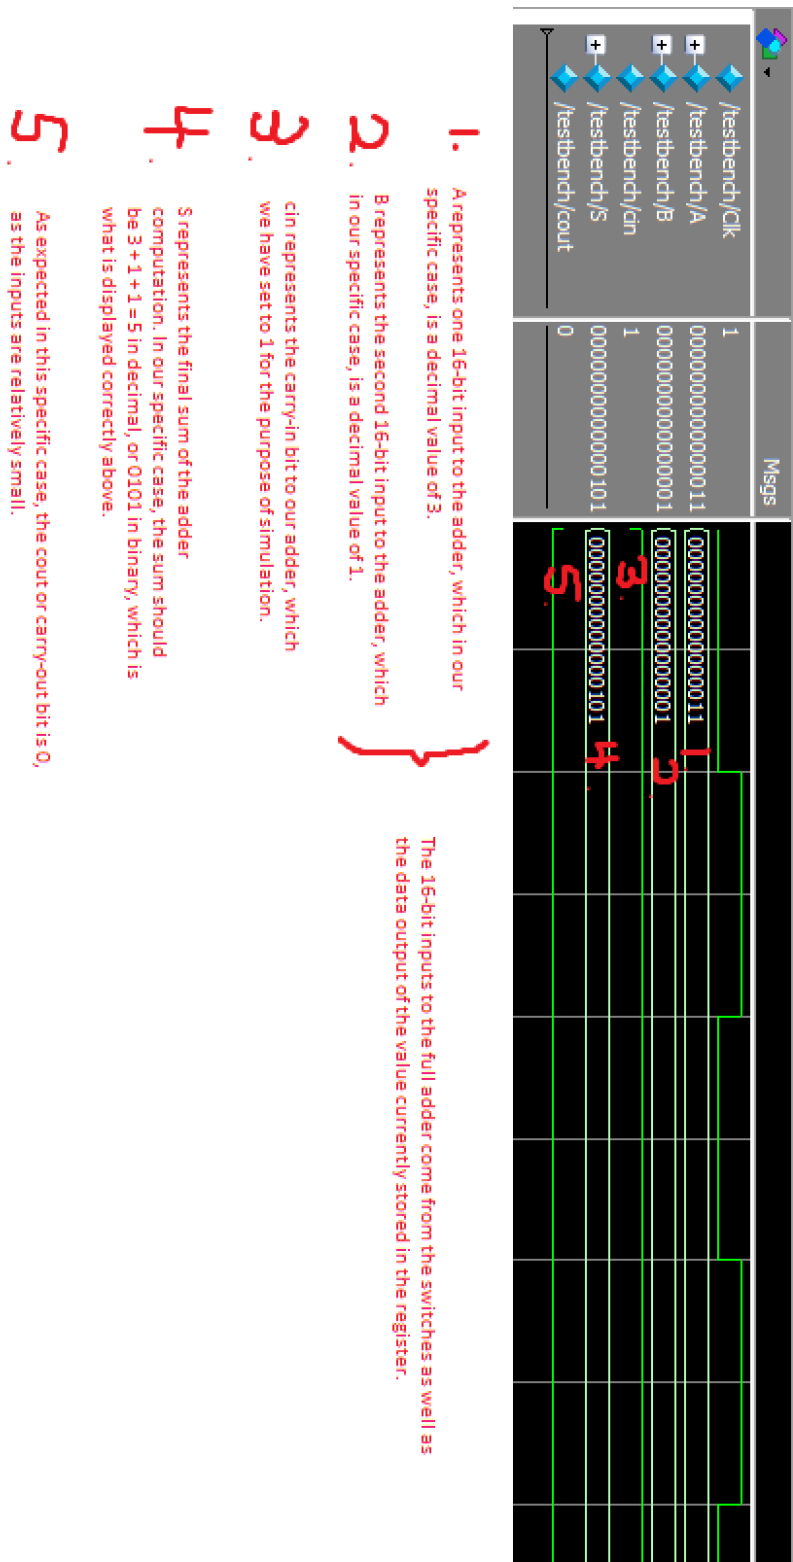 Msgs
/testbench/Clk 1
/testbench/A 0000000000000011 0000000000000011 1.
/testbench/B 0000000000000001 0000000000000001 2.
/testbench/cin 1 3.
/testbench/S 0000000000000101 0000000000000101 4.
/testbench/cout 0 5.
1. A represents one 16-bit input to the adder, which in our
specific case, is a decimal value of 3.
2. B represents the second 16-bit input to the adder, which
in our specific case, is a decimal value of 1.
The 16-bit inputs to the full adder come from the switches as well as
the data output of the value currently stored in the register.
3. cin represents the carry-in bit to our adder, which
we have set to 1 for the purpose of simulation.
4. S represents the final sum of the adder
computation. In our specific case, the sum should
be 3 + 1 + 1 = 5 in decimal, or 0101 in binary, which is
what is displayed correctly above.
5. As expected in this specific case, the cout or carry-out bit is 0,
as the inputs are relatively small.